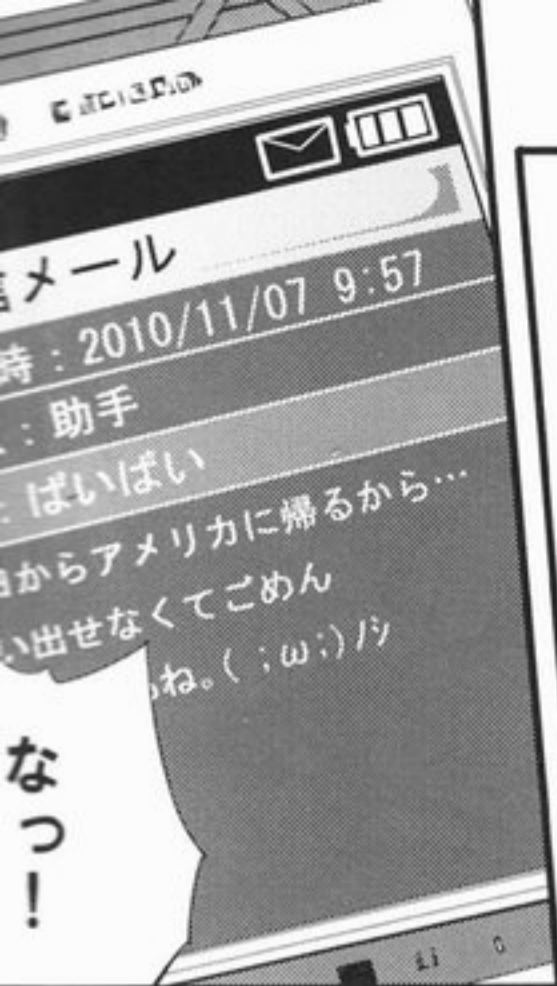 メール
時：2010/11/07 9:57
：助手
：ばいばい
からアメリカに帰るから…
い出せなくてごめん
ね。( ;ω;)ノシ
なっ！